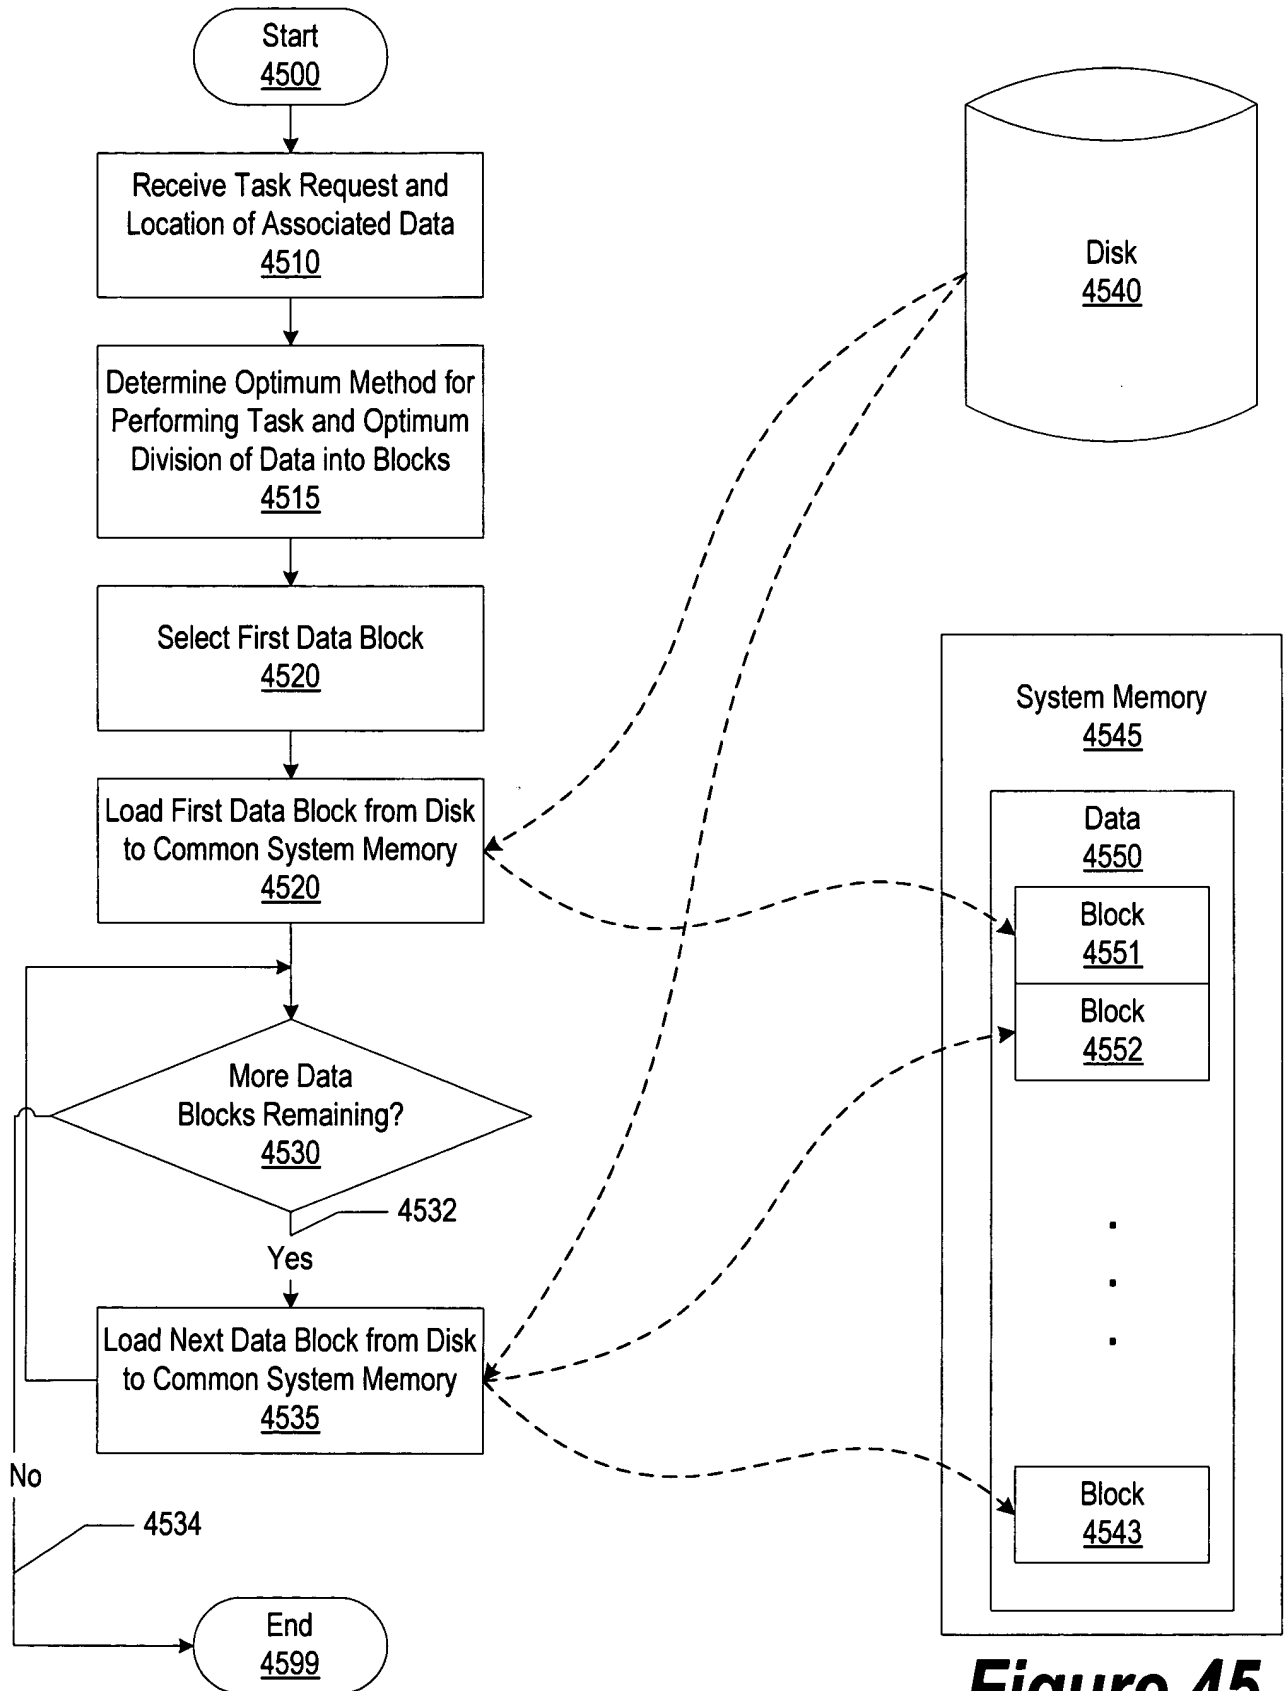 Start
4500
Receive Task Request and
Location of Associated Data
4510
Determine Optimum Method for
Performing Task and Optimum
Division of Data into Blocks
4515
Select First Data Block
4520
Load First Data Block from Disk
to Common System Memory
4520
More Data
Blocks Remaining?
4530
4532
Yes
Load Next Data Block from Disk
to Common System Memory
4535
No
4534
End
4599
Disk
4540
System Memory
4545
Data
4550
Block
4551
Block
4552
.
.
.
Block
4543
Figure 45